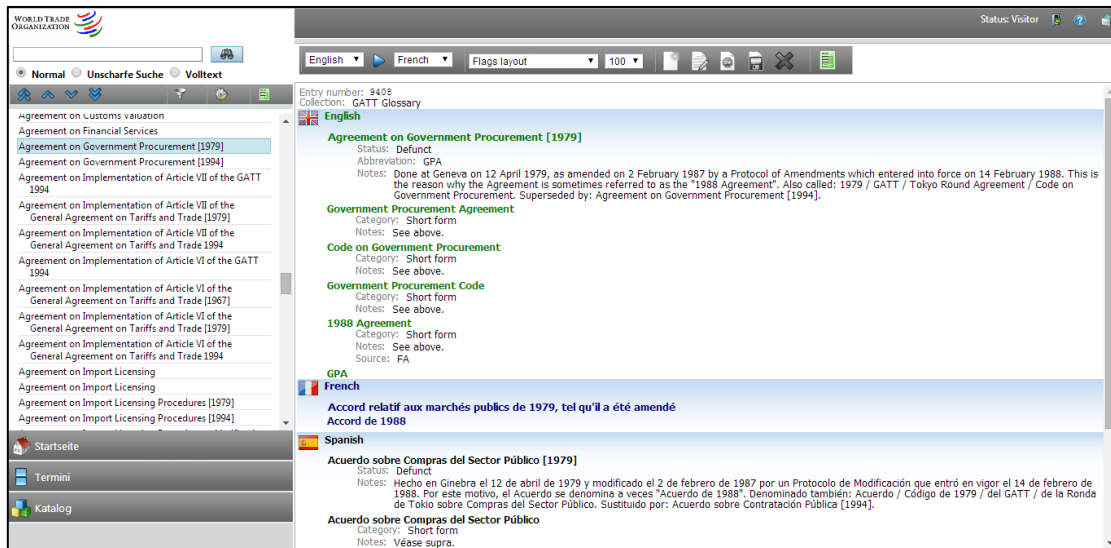 WORLD TRADE
ORGANIZATION
Status: Visitor
Normal Unscharfe Suche Volltext
English French Flags layout 100
Agreement on Customs Valuation
Agreement on Financial Services
Agreement on Government Procurement [1979]
Agreement on Government Procurement [1994]
Agreement on Implementation of Article VII of the GATT
1994
Agreement on Implementation of Article VII of the
General Agreement on Tariffs and Trade [1979]
Agreement on Implementation of Article VII of the
General Agreement on Tariffs and Trade 1994
Agreement on Implementation of Article VI of the GATT
1994
Agreement on Implementation of Article VI of the
General Agreement on Tariffs and Trade [1967]
Agreement on Implementation of Article VI of the
General Agreement on Tariffs and Trade [1979]
Agreement on Implementation of Article VI of the
General Agreement on Tariffs and Trade 1994
Agreement on Import Licensing
Agreement on Import Licensing
Agreement on Import Licensing Procedures [1979]
Agreement on Import Licensing Procedures [1994]
Startseite
Termini
Katalog
Entry number: 9408
Collection: GATT Glossary
English
Agreement on Government Procurement [1979]
Status: Defunct
Abbreviation: GPA
Notes: Done at Geneva on 12 April 1979, as amended on 2 February 1987 by a Protocol of Amendments which entered into force on 14 February 1988. This is
the reason why the Agreement is sometimes referred to as the "1988 Agreement". Also called: 1979 / GATT / Tokyo Round Agreement / Code on
Government Procurement. Superseded by: Agreement on Government Procurement [1994].
Government Procurement Agreement
Category: Short form
Notes: See above.
Code on Government Procurement
Category: Short form
Notes: See above.
Government Procurement Code
Category: Short form
Notes: See above.
1988 Agreement
Category: Short form
Notes: See above.
Source: FA
GPA
French
Accord relatif aux marchés publics de 1979, tel qu'il a été amendé
Accord de 1988
Spanish
Acuerdo sobre Compras del Sector Público [1979]
Status: Defunct
Notes: Hecho en Ginebra el 12 de abril de 1979 y modificado el 2 de febrero de 1987 por un Protocolo de Modificación que entró en vigor el 14 de febrero de
1988. Por este motivo, el Acuerdo se denomina a veces "Acuerdo de 1988". Denominado también: Acuerdo / Código de 1979 / del GATT / de la Ronda
de Tokio sobre Compras del Sector Público. Sustituido por: Acuerdo sobre Contratación Pública [1994].
Acuerdo sobre Compras del Sector Público
Category: Short form
Notes: Véase supra.